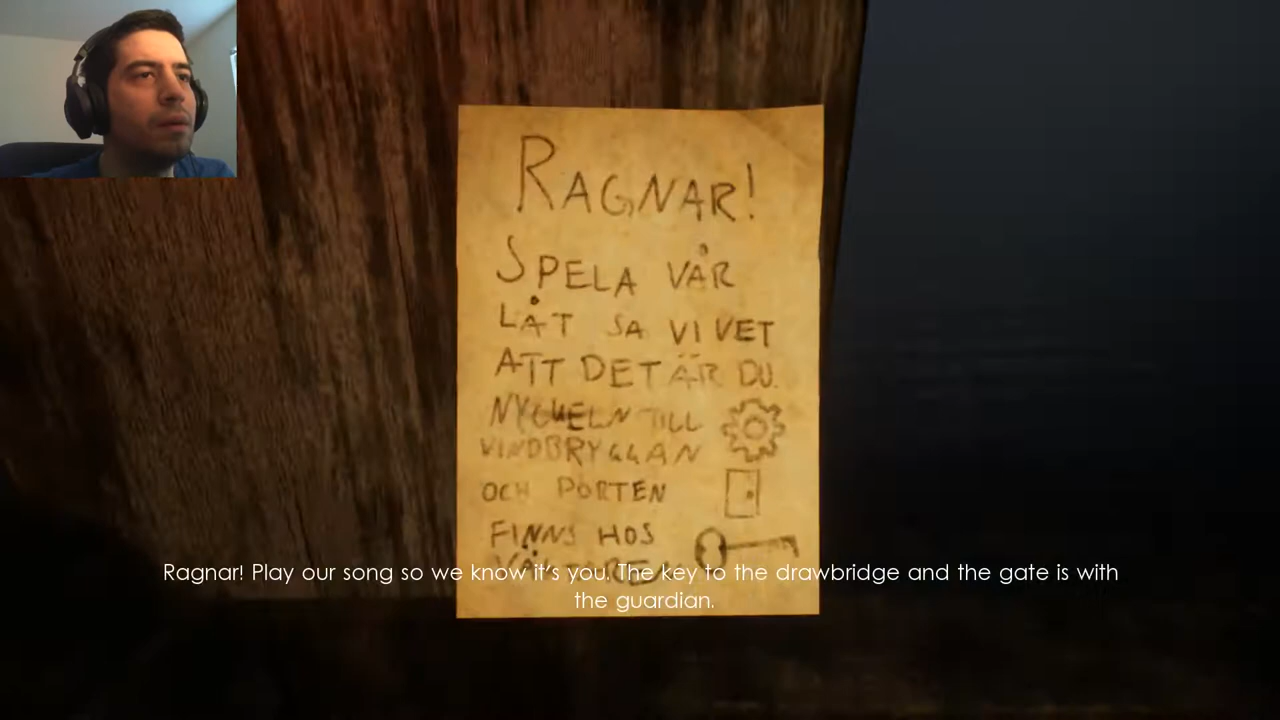 RAGNAR!
SPELA VÅR
LÅT SA VI VET
ATT DET ÄR DU.
NYCKELN TILL
VINDBRYGGAN
OCH PORTEN
FINNS HOS
Ragnar! Play our song so we know it's you. The key to the drawbridge and the gate is with
the guardian.